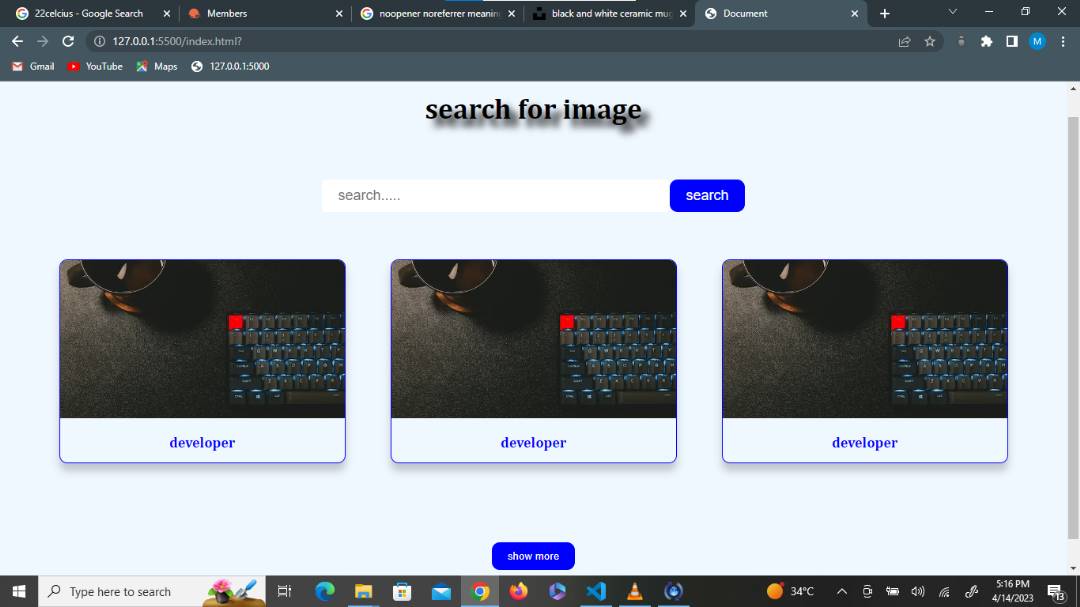 22celcius - Google Search
Members
noopener noreferrer meaning
black and white ceramic mug
Document
127.0.0.1:5500/index.html?
M
Gmail
YouTube
Maps
127.0.0.1:5000
search for image
search.....
search
developer
developer
developer
show more
Type here to search
34°C
5:16 PM
4/14/2023
13